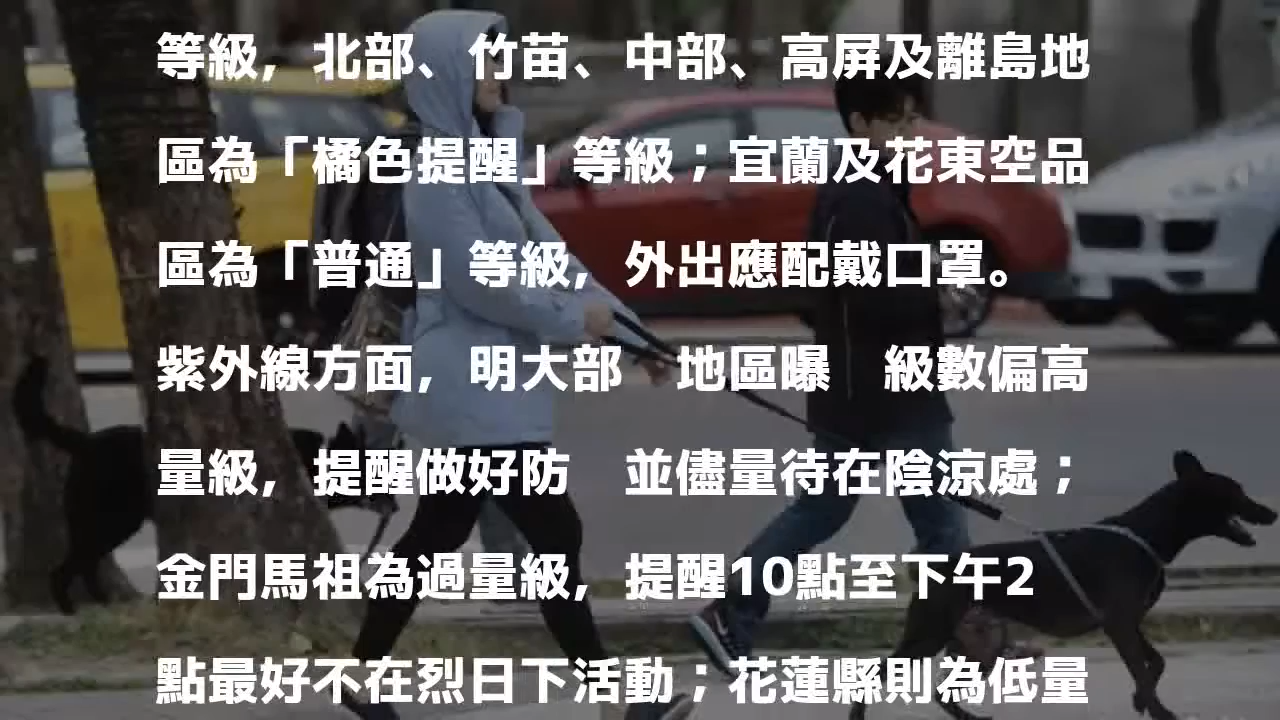 等級，北部、竹苗、中部、高屏及離島地
區為「橘色提醒」等級；宜蘭及花東空品
區為「普通」等級，外出應配戴口罩。
紫外線方面，明大部　地區曝　級數偏高
量級，提醒做好防　並儘量待在陰涼處；
金門馬祖為過量級，提醒10點至下午2
點最好不在烈日下活動；花蓮縣則為低量